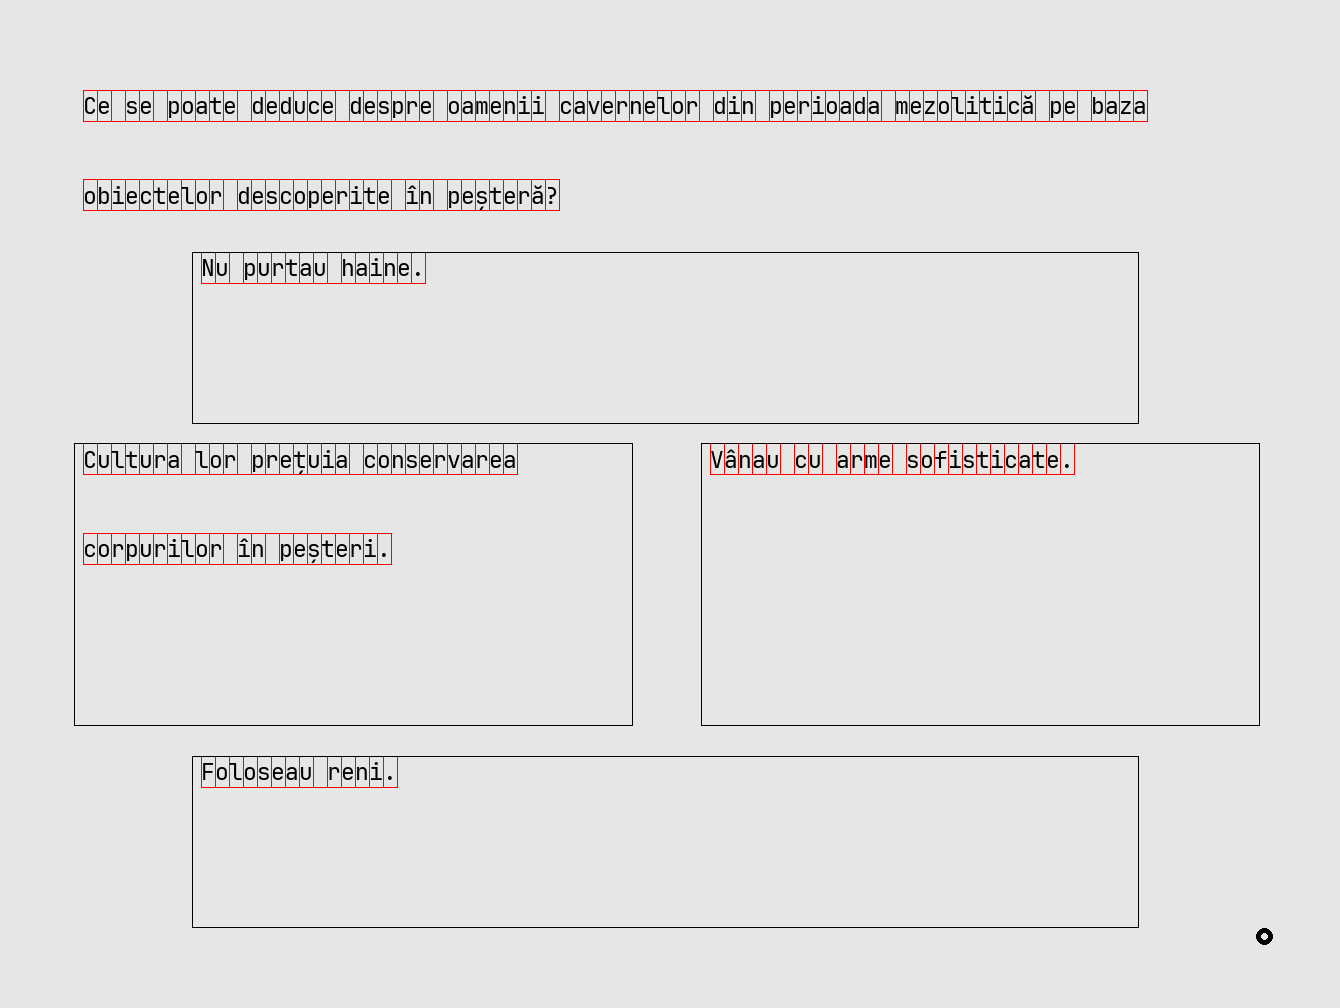 Ce se poate deduce despre oamenii cavernelor din perioada mezolitică pe baza
obiectelor descoperite în peșteră?
Nu purtau haine.
Cultura lor prețuia conservarea
corpurilor în peșteri.
Vânau cu arme sofisticate.
Foloseau reni.